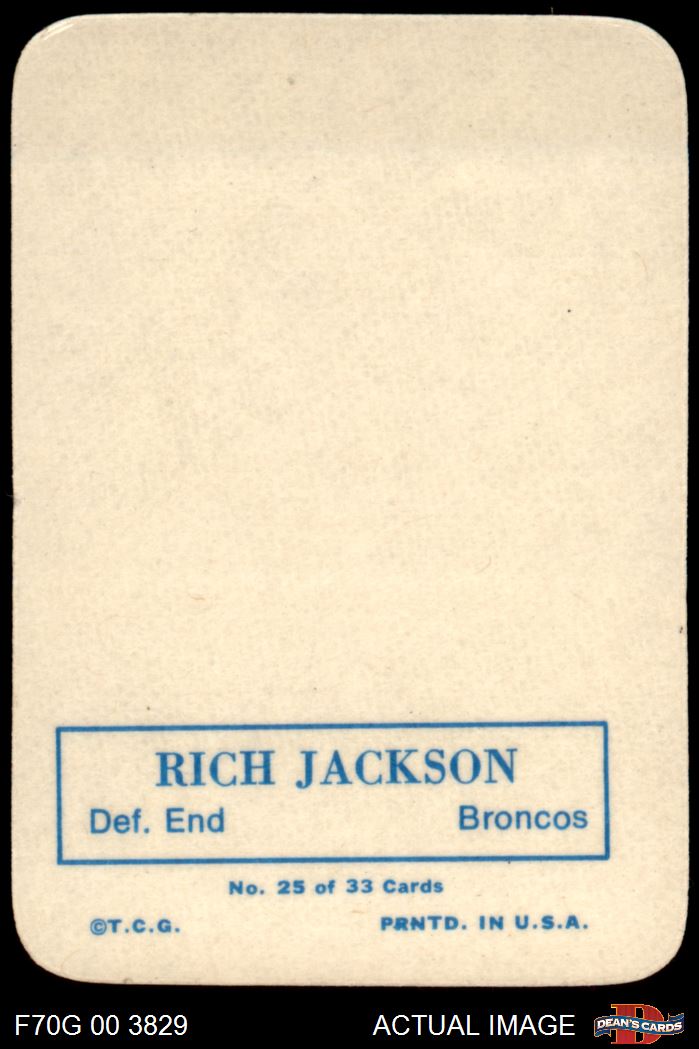 RICH JACKSON
Def. End Broncos
No. 25 of 33 Cards
©T.C.G. PRNTD. IN U.S.A.
F70G 00 3829 ACTUAL IMAGE D DEAN'S CARDS